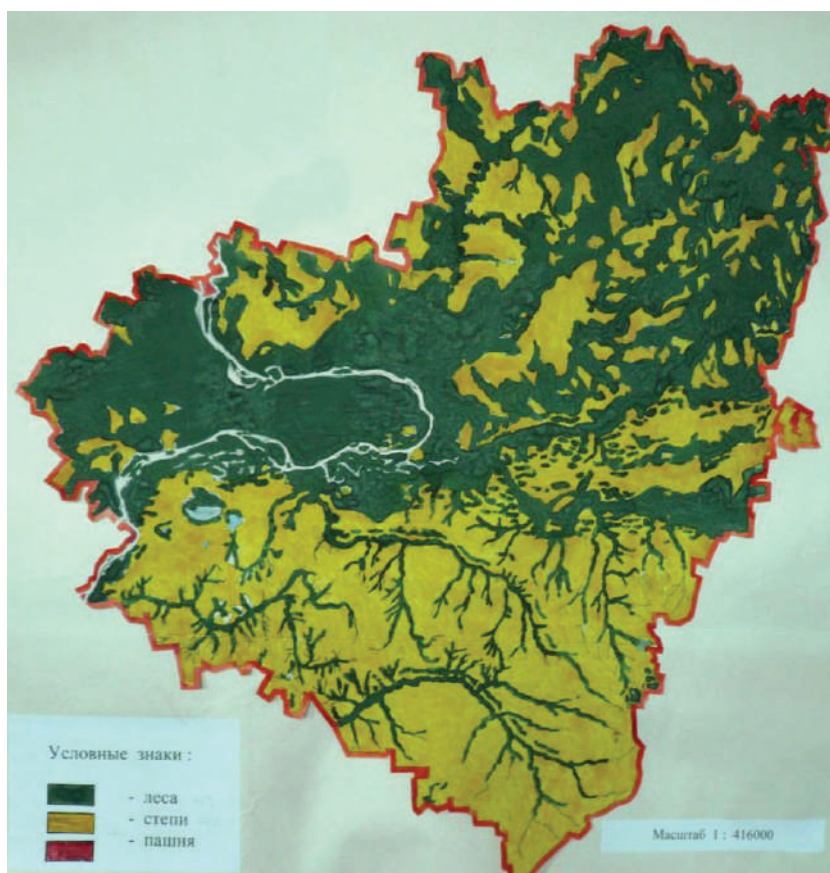 Условные знаки :
- леса
- степи
- пашня
Масштаб 1 : 416000